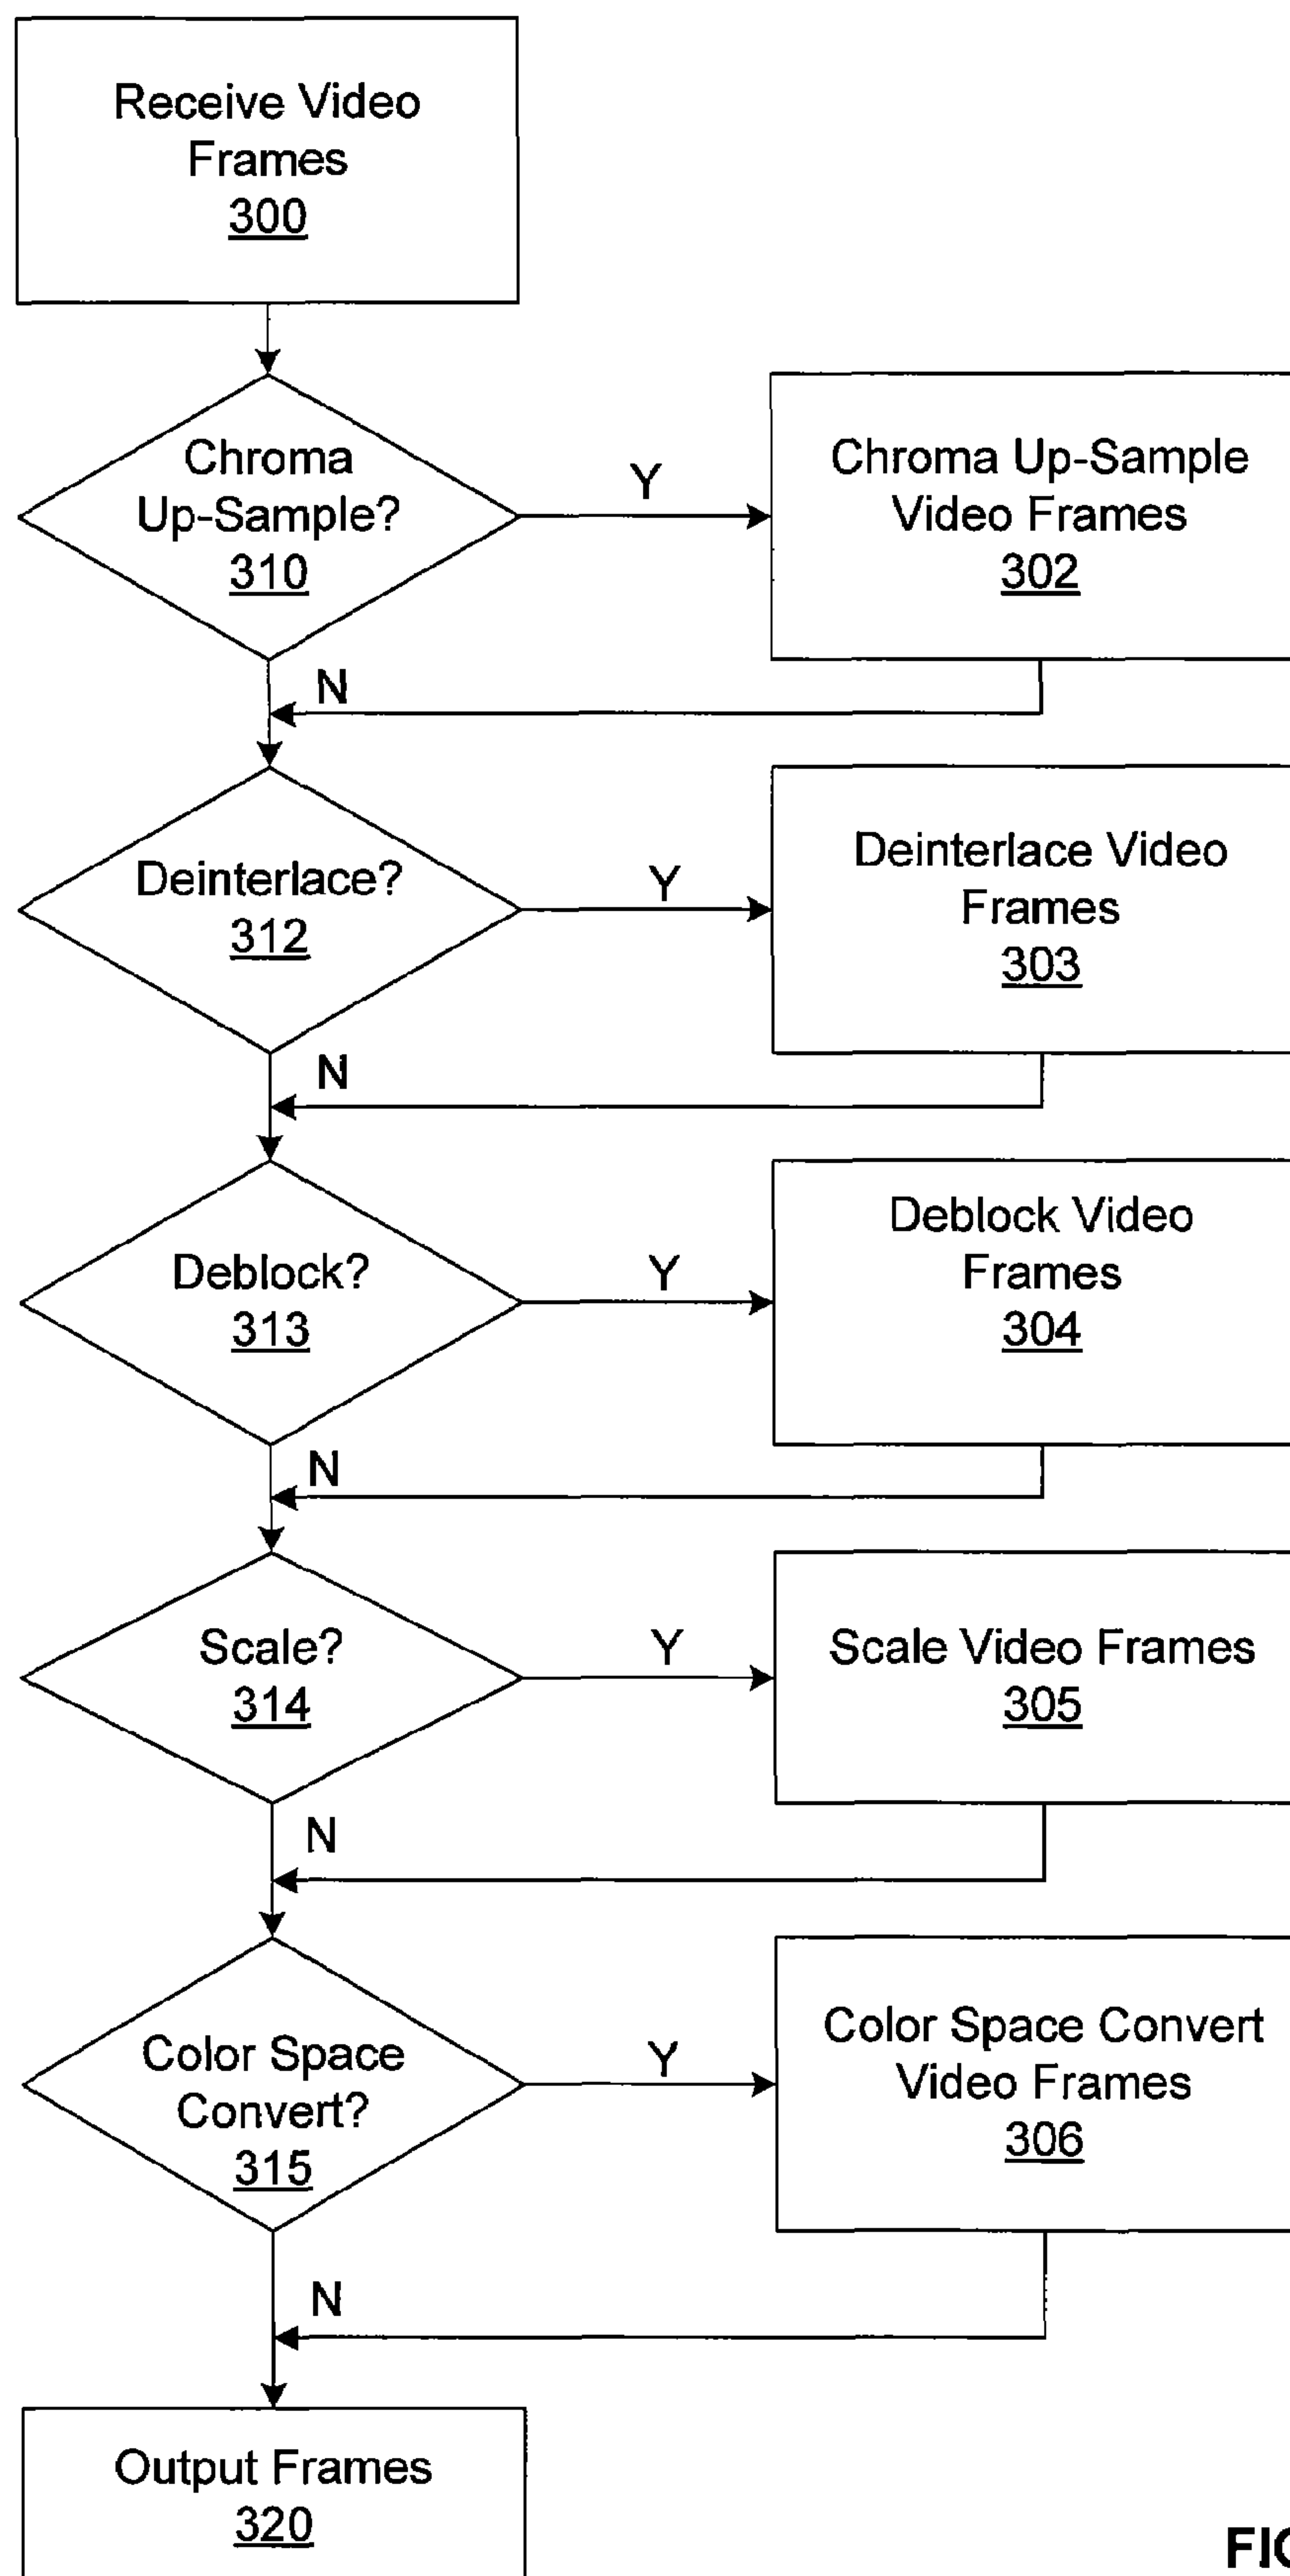 Receive Video
Frames
300
Chroma
Up-Sample?
310
Y
Chroma Up-Sample
Video Frames
302
N
Deinterlace?
312
Y
Deinterlace Video
Frames
303
N
Deblock?
313
Y
Deblock Video
Frames
304
N
Scale?
314
Y
Scale Video Frames
305
N
Color Space
Convert?
315
Y
Color Space Convert
Video Frames
306
N
Output Frames
320